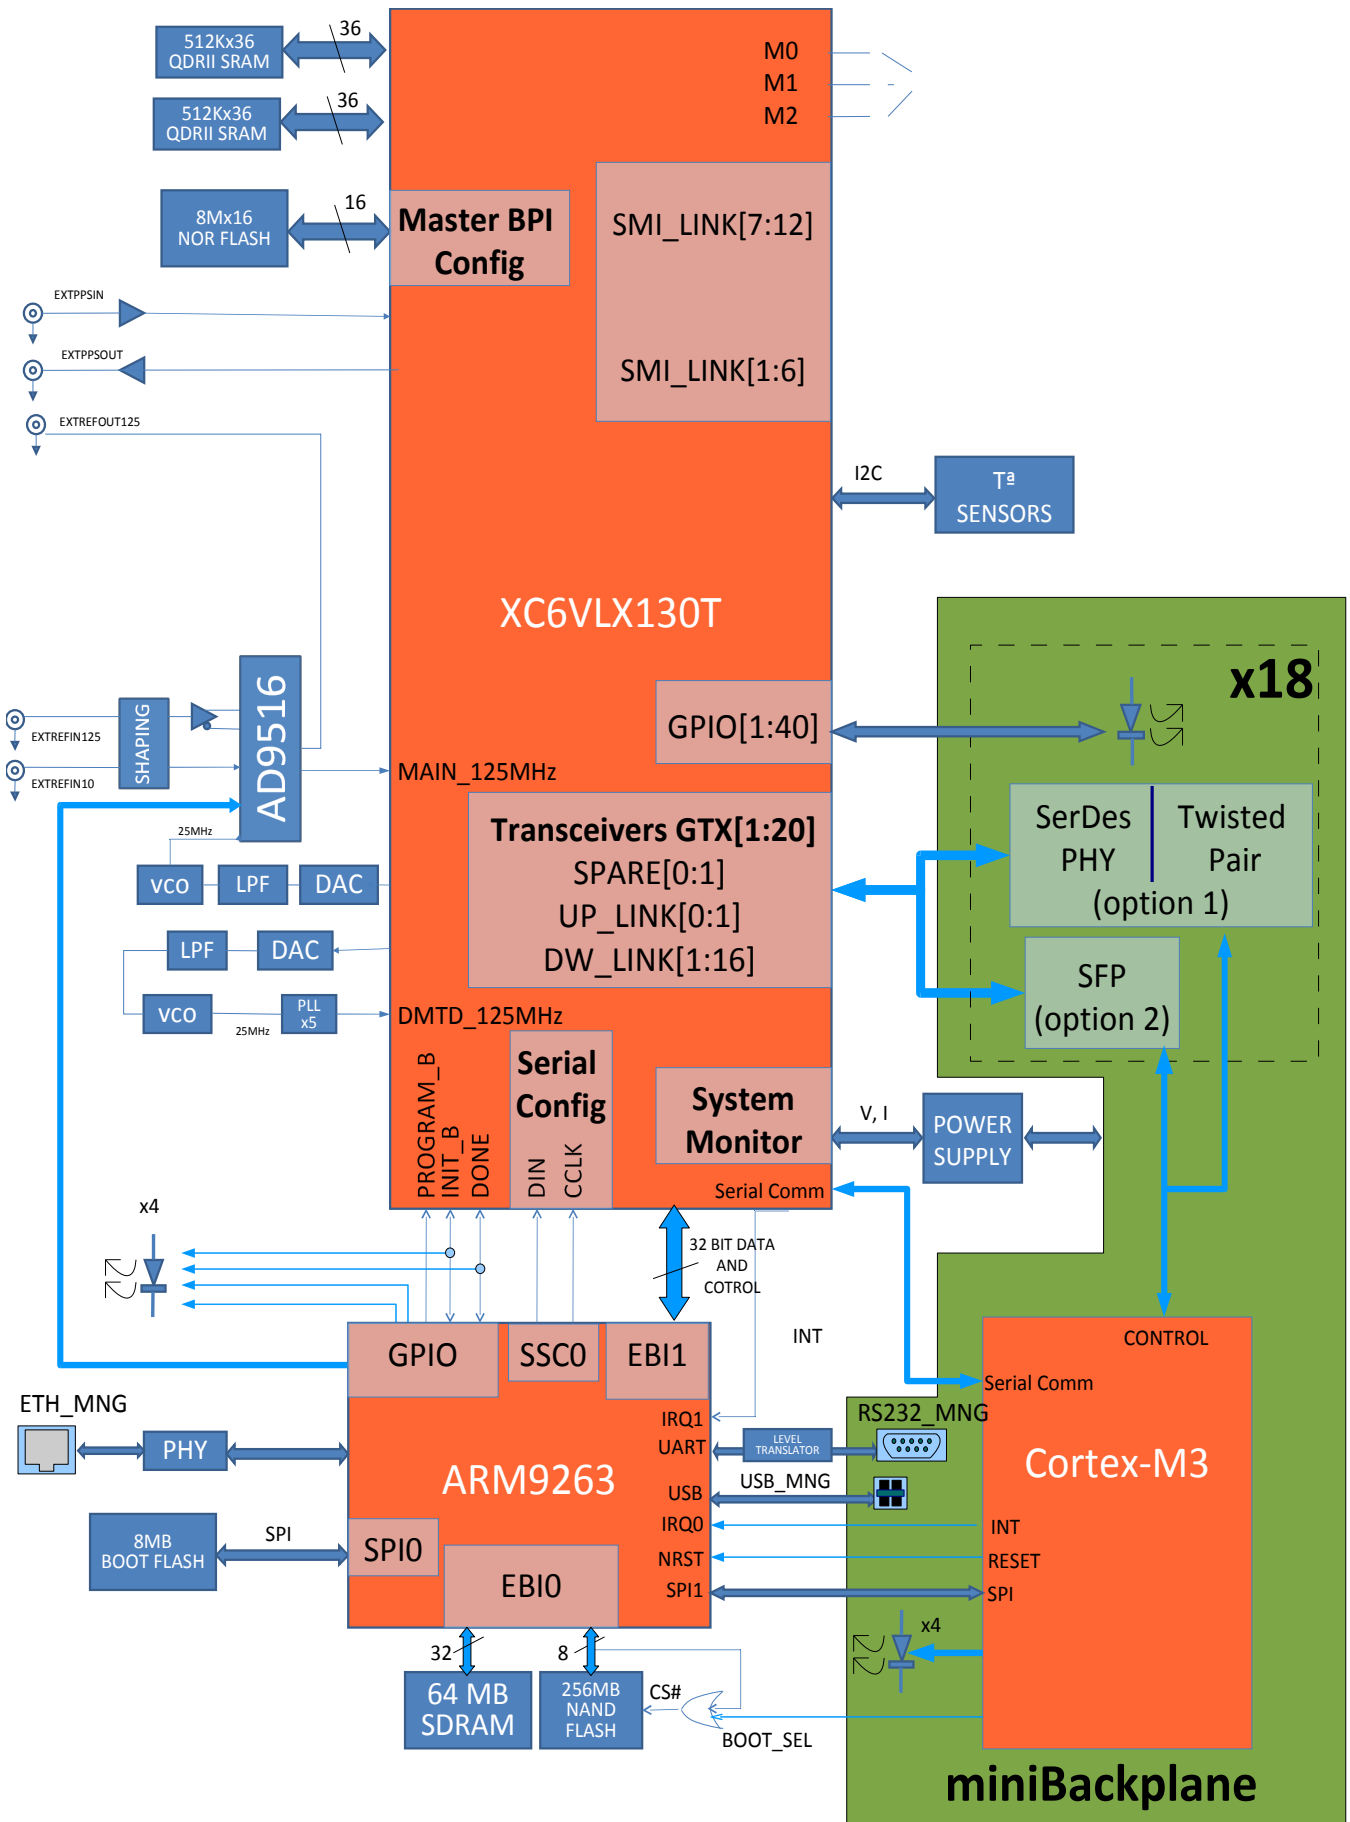 512Kx36
QDRII SRAM
36
512Kx36
QDRII SRAM
36
8Mx16
NOR FLASH
16
Master BPI
Config
M0
M1
M2
SMI_LINK[7:12]
SMI_LINK[1:6]
EXTPPSIN
EXTPPSOUT
EXTREFOUT125
I2C
Tª
SENSORS
XC6VLX130T
x18
EXTREFIN125
EXTREFIN10
SHAPING
AD9516
GPIO[1:40]
MAIN_125MHz
25MHz
VCO
LPF
DAC
Transceivers GTX[1:20]
SPARE[0:1]
UP_LINK[0:1]
DW_LINK[1:16]
SerDes
PHY
Twisted
Pair
(option 1)
SFP
(option 2)
LPF
DAC
VCO
25MHz
PLL
x5
DMTD_125MHz
PROGRAM_B
INIT_B
DONE
Serial
Config
DIN
CCLK
System
Monitor
V, I
POWER
SUPPLY
Serial Comm
x4
32 BIT DATA
AND
COTROL
INT
GPIO
SSC0
EBI1
CONTROL
Serial Comm
ETH_MNG
PHY
IRQ1
UART
LEVEL
TRANSLATOR
RS232_MNG
ARM9263
Cortex-M3
USB
USB_MNG
IRQ0
INT
NRST
RESET
SPI1
SPI
8MB
BOOT FLASH
SPI
SPI0
EBI0
x4
32
8
64 MB
SDRAM
256MB
NAND
FLASH
CS#
BOOT_SEL
miniBackplane